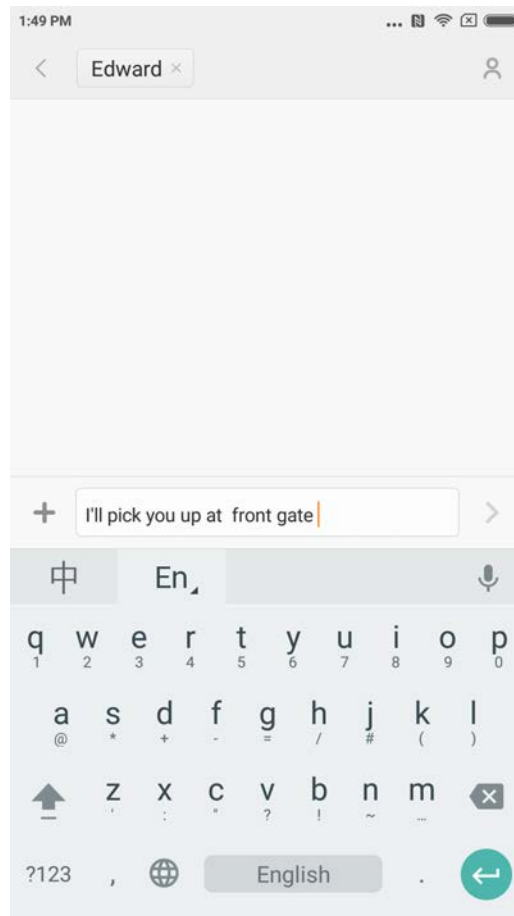 1:49 PM
Edward ×
I'll pick you up at  front gate
中 En
q w e r t y u i o p
1 2 3 4 5 6 7 8 9 0
a s d f g h j k l
@ * + - = / # ( )
z x c v b n m
' : " ? ! ~ ...
?123 , English .